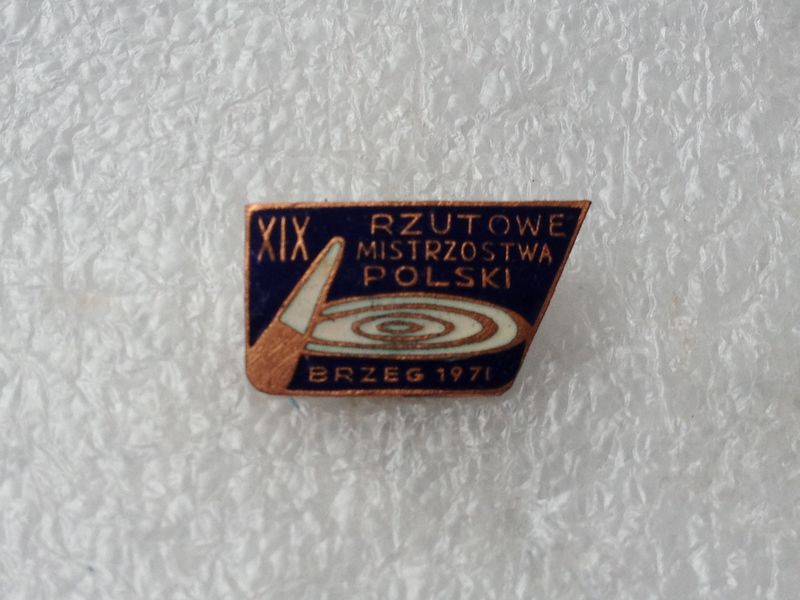 XIX RZUTOWE
MISTRZOSTWA
POLSKI
BRZEG 1971